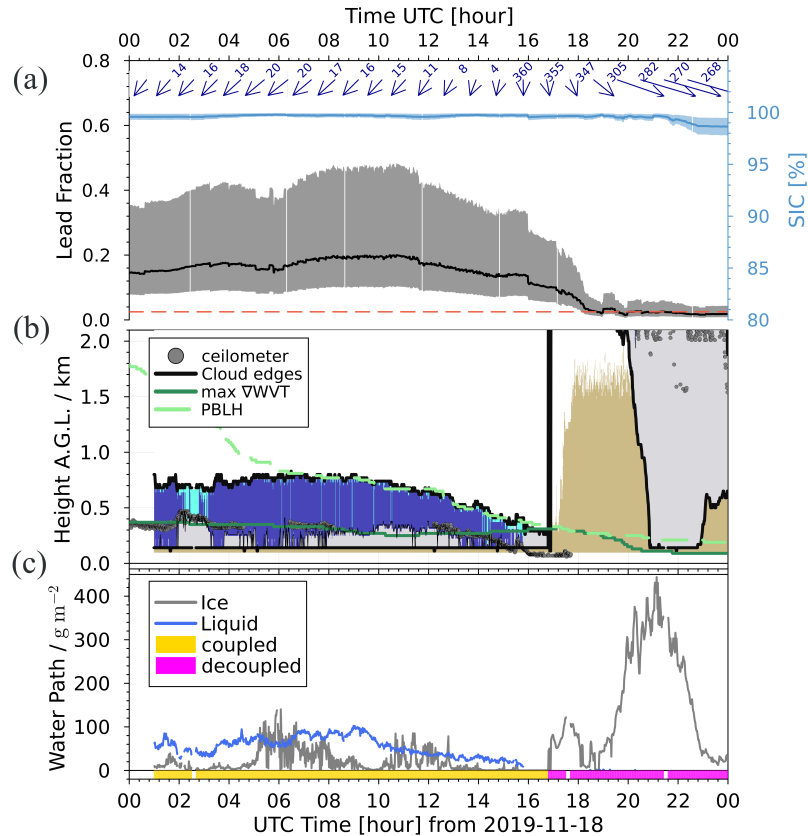 Time UTC [hour]
00 02 04 06 08 10 12 14 16 18 20 22 00
(a)
14 16 18 20 20 17 16 15 11 8 4 360 355 347 305 282 270 268
0.8
0.6
0.4
0.2
0.0
Lead Fraction
100
95
90
85
80
SIC [%]
(b)
2.0
1.5
1.0
0.5
0.0
Height A.G.L. / km
ceilometer
Cloud edges
max ∇WVT
PBLH
(c)
400
300
200
100
0
Water Path / g m⁻²
Ice
Liquid
coupled
decoupled
00 02 04 06 08 10 12 14 16 18 20 22 00
UTC Time [hour] from 2019-11-18